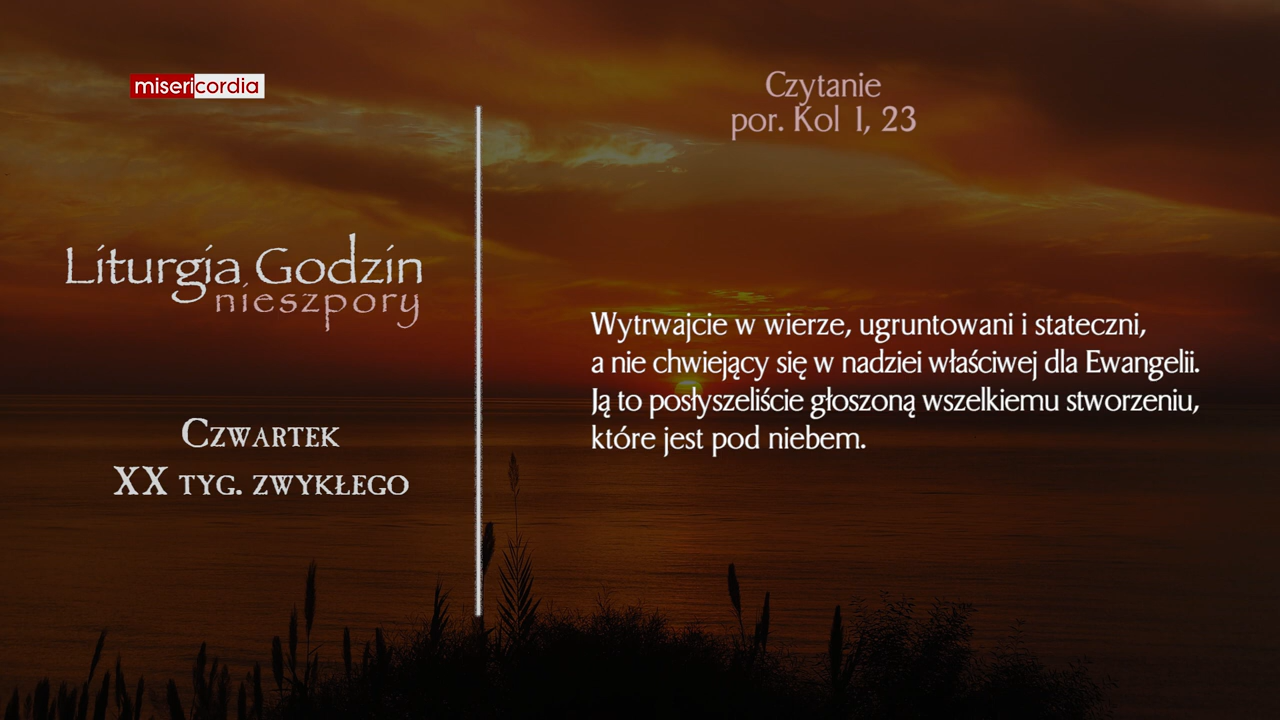 misericordia
Liturgia Godzin
nieszpory
Czwartek
XX tyg. zwykłego
Czytanie
por. Kol 1, 23
Wytrwajcie w wierze, ugruntowani i stateczni,
a nie chwiejący się w nadziei właściwej dla Ewangelii.
Ją to posłyszeliście głoszoną wszelkiemu stworzeniu,
które jest pod niebem.